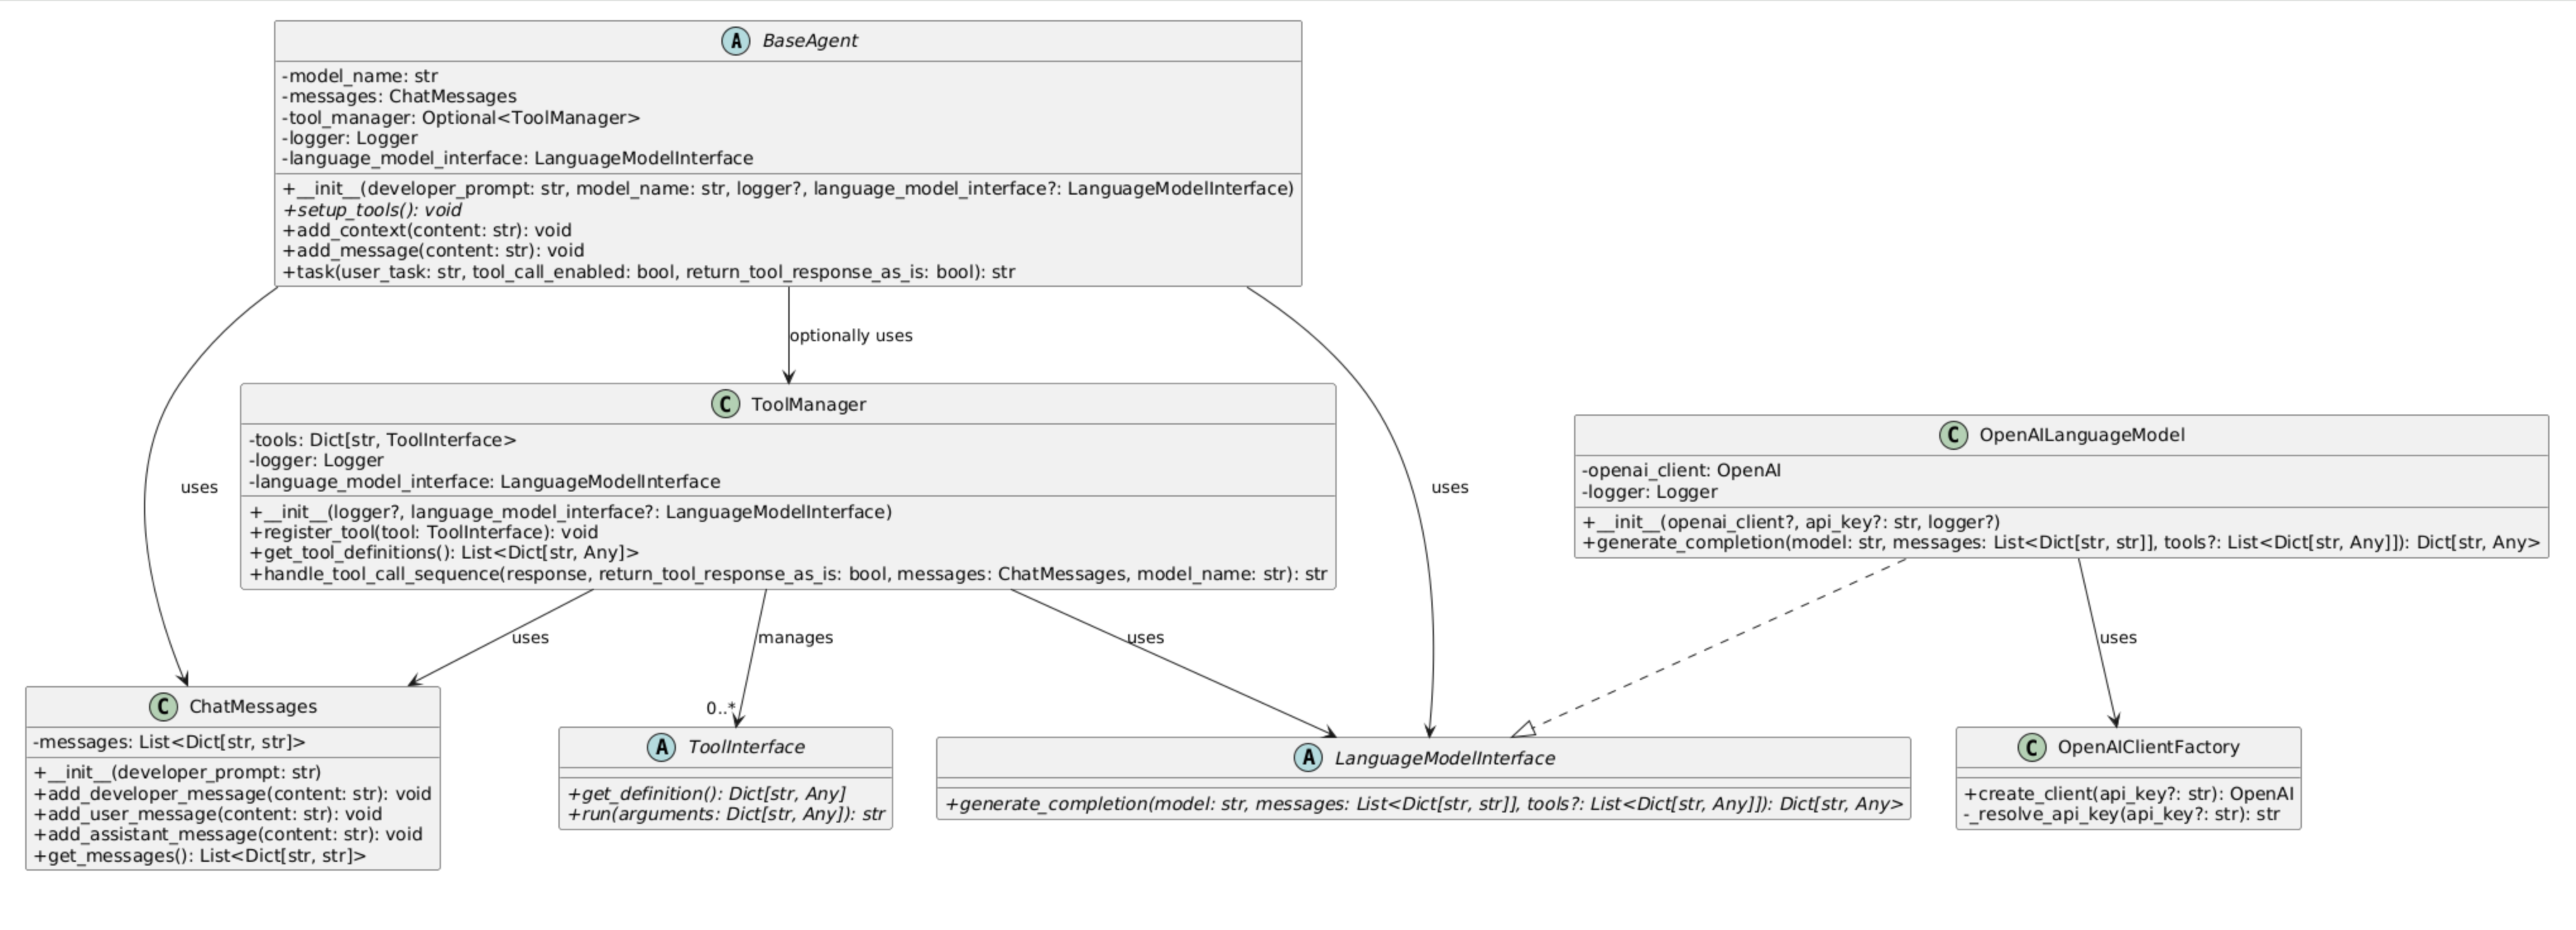 A BaseAgent
-model_name: str
-messages: ChatMessages
-tool_manager: Optional<ToolManager>
-logger: Logger
-language_model_interface: LanguageModelInterface
+__init__(developer_prompt: str, model_name: str, logger?, language_model_interface?: LanguageModelInterface)
+setup_tools(): void
+add_context(content: str): void
+add_message(content: str): void
+task(user_task: str, tool_call_enabled: bool, return_tool_response_as_is: bool): str
optionally uses
uses
uses
C ToolManager
-tools: Dict[str, ToolInterface>
-logger: Logger
-language_model_interface: LanguageModelInterface
+__init__(logger?, language_model_interface?: LanguageModelInterface)
+register_tool(tool: ToolInterface): void
+get_tool_definitions(): List<Dict[str, Any]>
+handle_tool_call_sequence(response, return_tool_response_as_is: bool, messages: ChatMessages, model_name: str): str
C OpenAILanguageModel
-openai_client: OpenAI
-logger: Logger
+__init__(openai_client?, api_key?: str, logger?)
+generate_completion(model: str, messages: List<Dict[str, str]], tools?: List<Dict[str, Any]]): Dict[str, Any>
uses
manages
uses
uses
0..*
C ChatMessages
-messages: List<Dict[str, str]>
+__init__(developer_prompt: str)
+add_developer_message(content: str): void
+add_user_message(content: str): void
+add_assistant_message(content: str): void
+get_messages(): List<Dict[str, str]>
A ToolInterface
+get_definition(): Dict[str, Any]
+run(arguments: Dict[str, Any]): str
A LanguageModelInterface
+generate_completion(model: str, messages: List<Dict[str, str]], tools?: List<Dict[str, Any]]): Dict[str, Any>
C OpenAIClientFactory
+create_client(api_key?: str): OpenAI
-_resolve_api_key(api_key?: str): str